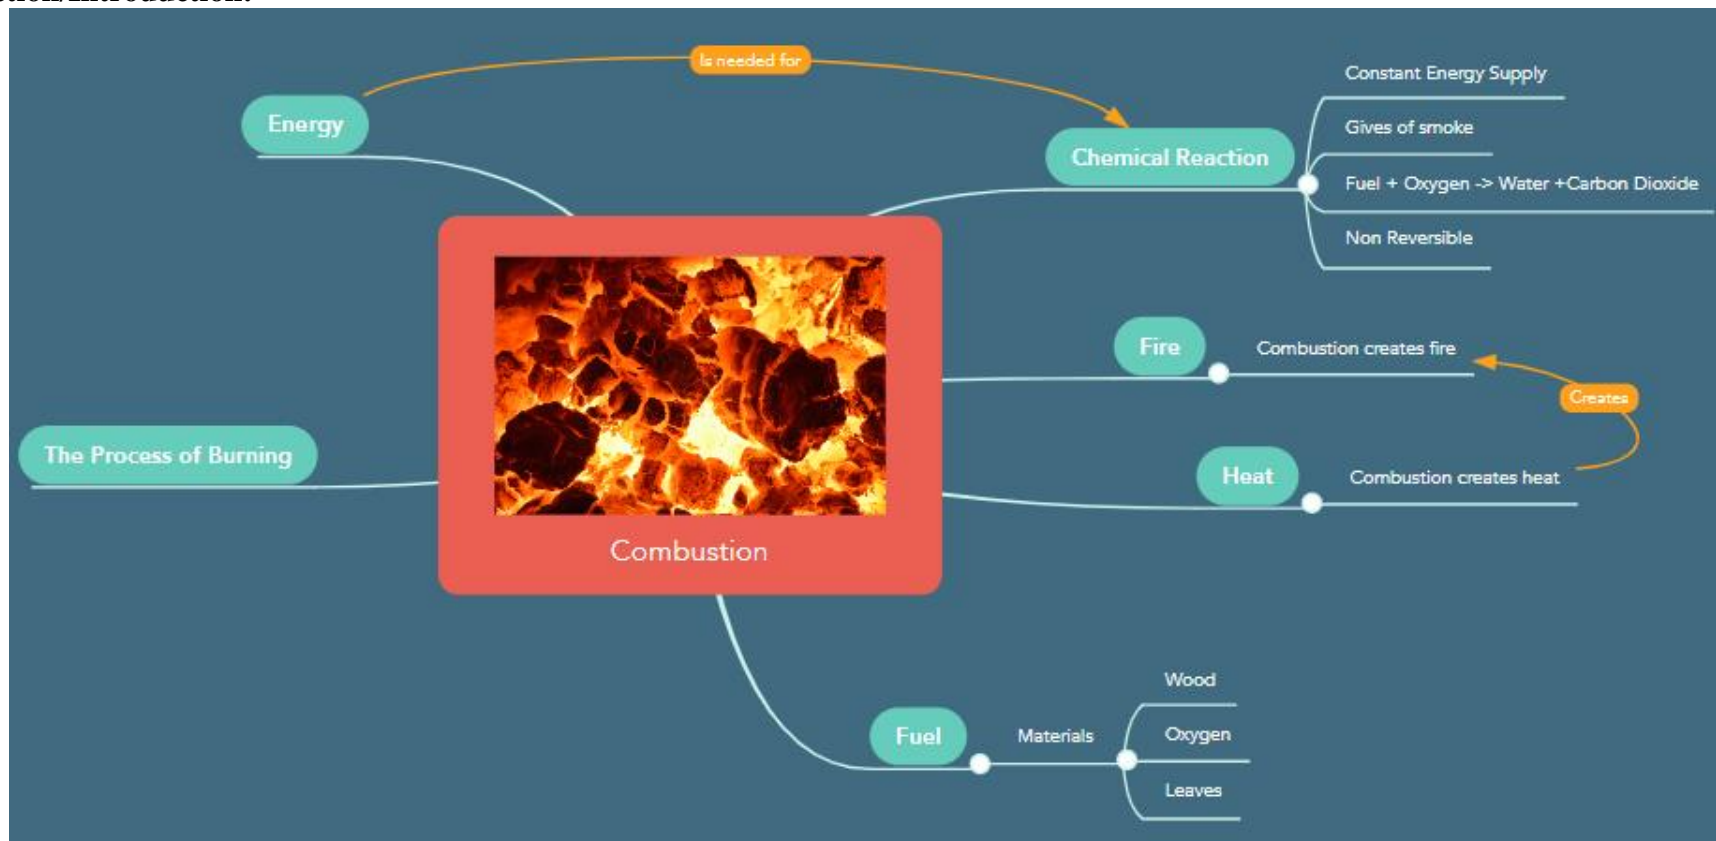 Is needed for
Energy
Chemical Reaction
Constant Energy Supply
Gives of smoke
Fuel + Oxygen -> Water +Carbon Dioxide
Non Reversible
Fire
Combustion creates fire
Creates
Heat
Combustion creates heat
The Process of Burning
Combustion
Fuel
Materials
Wood
Oxygen
Leaves